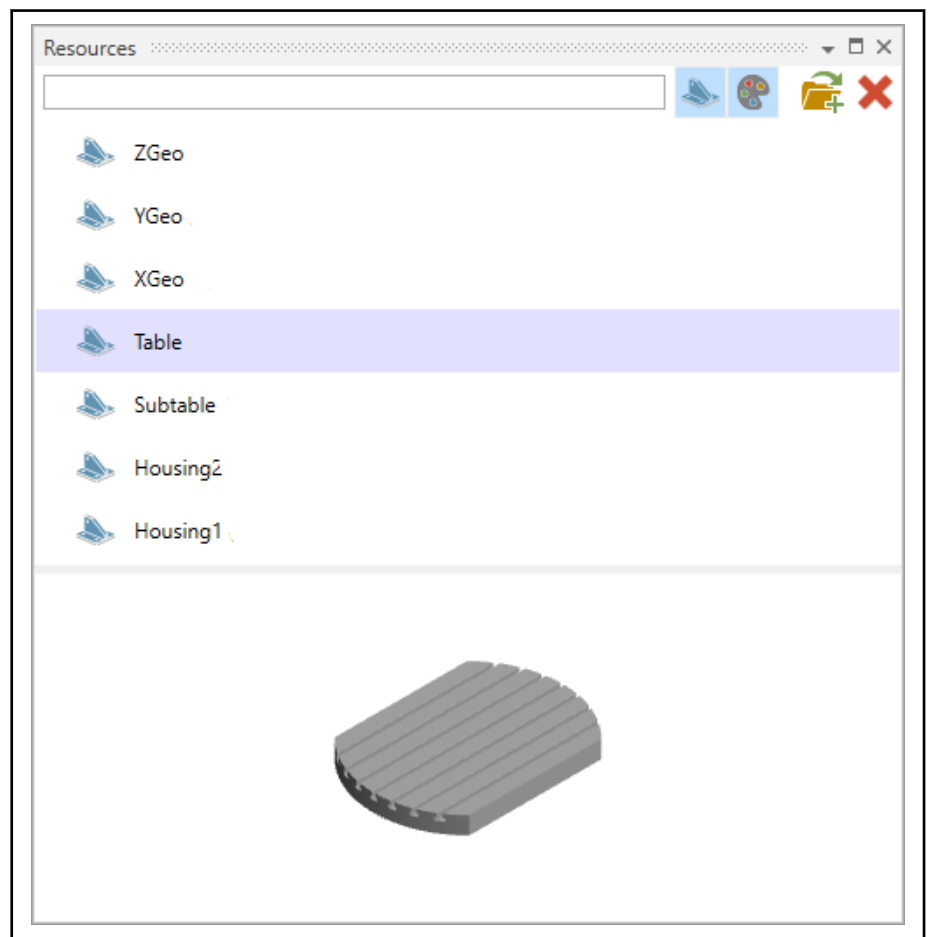 Resources
ZGeo
YGeo
XGeo
Table
Subtable
Housing2
Housing1